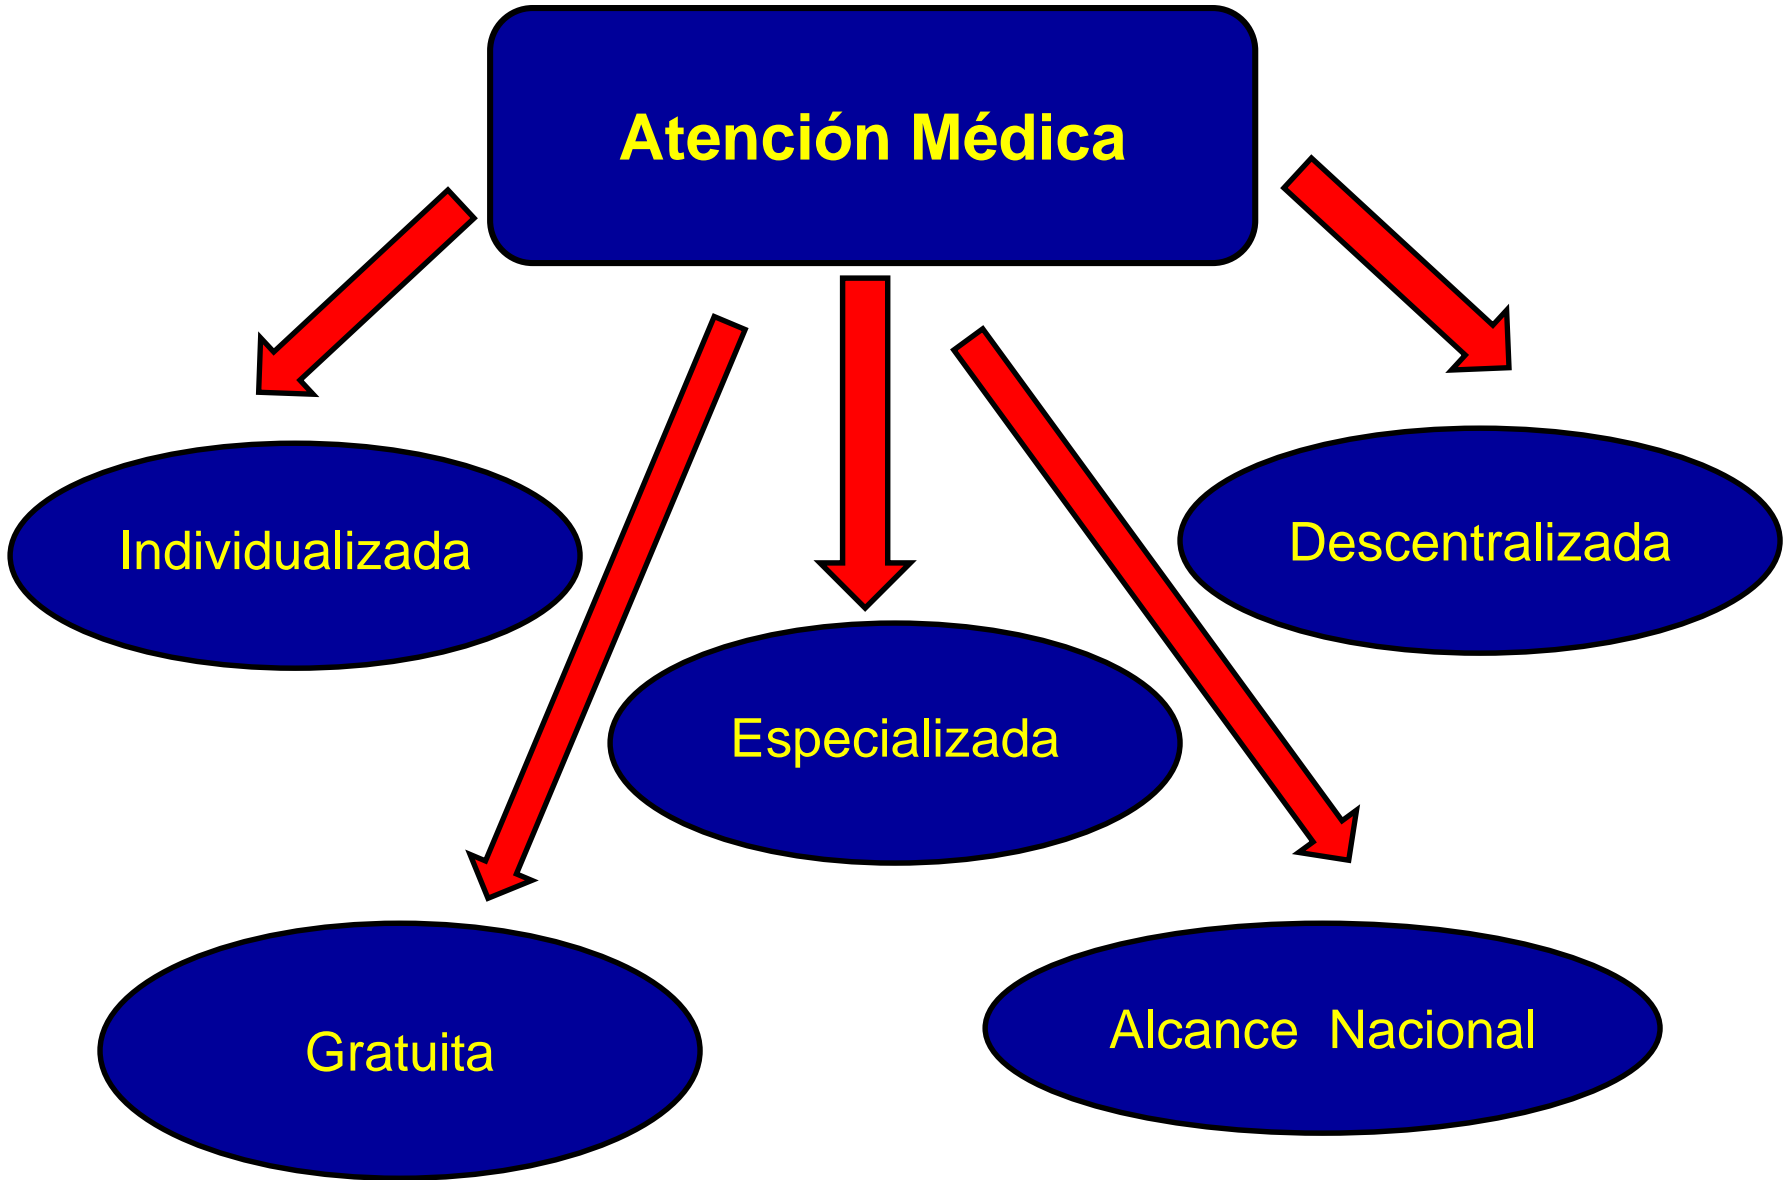 Atención Médica
Individualizada
Descentralizada
Especializada
Gratuita
Alcance  Nacional